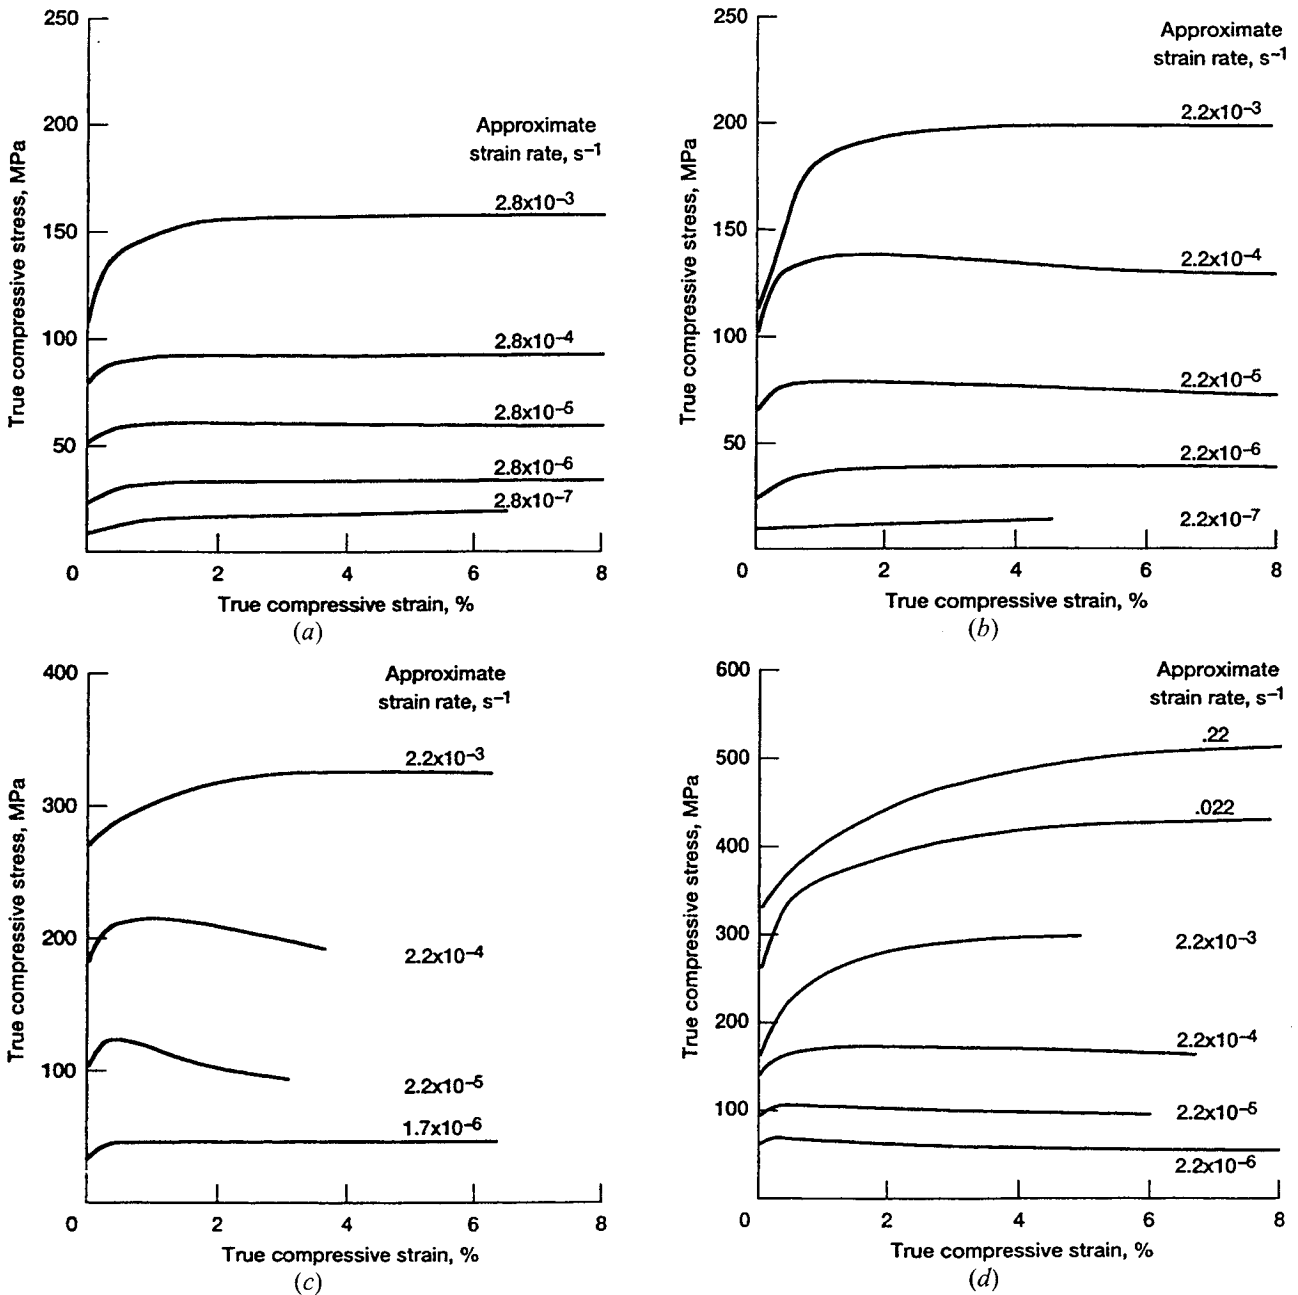 250
200
150
100
50
True compressive stress, MPa
Approximate
strain rate, s⁻¹
2.8x10⁻³
2.8x10⁻⁴
2.8x10⁻⁵
2.8x10⁻⁶
2.8x10⁻⁷
0 2 4 6 8
True compressive strain, %
(a)
250
200
150
100
50
True compressive stress, MPa
Approximate
strain rate, s⁻¹
2.2x10⁻³
2.2x10⁻⁴
2.2x10⁻⁵
2.2x10⁻⁶
2.2x10⁻⁷
0 2 4 6 8
True compressive strain, %
(b)
400
300
200
100
0 2 4 6 8
True compressive stress, MPa
Approximate
strain rate, s⁻¹
2.2x10⁻³
2.2x10⁻⁴
2.2x10⁻⁵
1.7x10⁻⁶
True compressive strain, %
(c)
600
500
400
300
200
100
0 2 4 6 8
True compressive stress, MPa
Approximate
strain rate, s⁻¹
.22
.022
2.2x10⁻³
2.2x10⁻⁴
2.2x10⁻⁵
2.2x10⁻⁶
True compressive strain, %
(d)